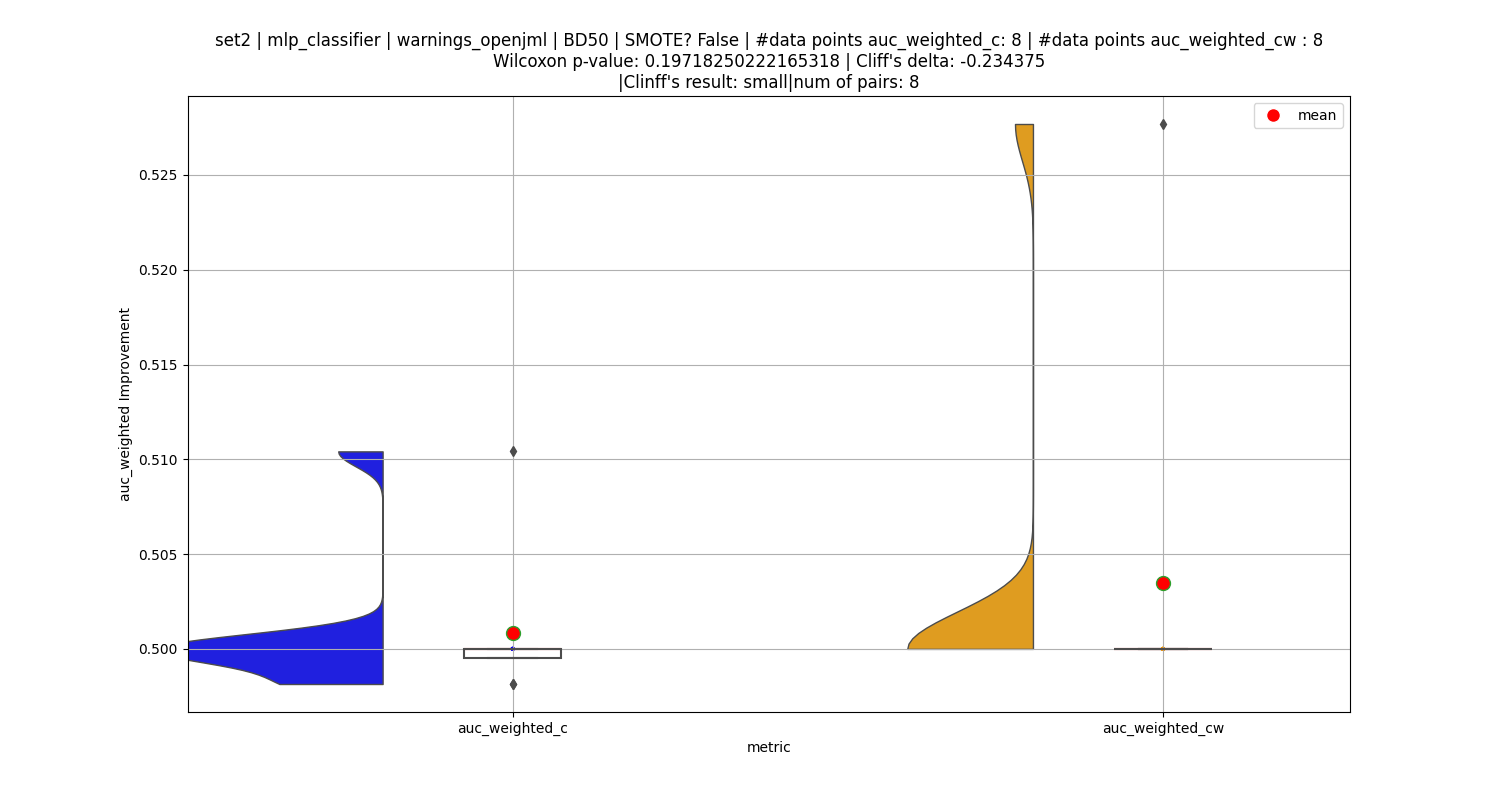 set2 | mlp_classifier | warnings_openjml | BD50 | SMOTE? False | #data points auc_weighted_c: 8 | #data points auc_weighted_cw : 8
Wilcoxon p-value: 0.19718250222165318 | Cliff's delta: -0.234375
|Clinff's result: small|num of pairs: 8
mean
0.525
0.520
0.515
0.510
0.505
0.500
auc_weighted Improvement
auc_weighted_c
auc_weighted_cw
metric